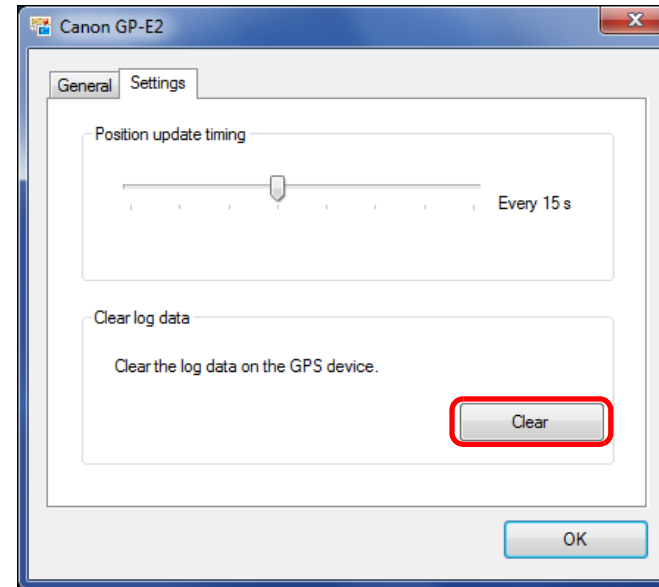 Canon GP-E2
General Settings
Position update timing
Every 15 s
Clear log data
Clear the log data on the GPS device.
Clear
OK